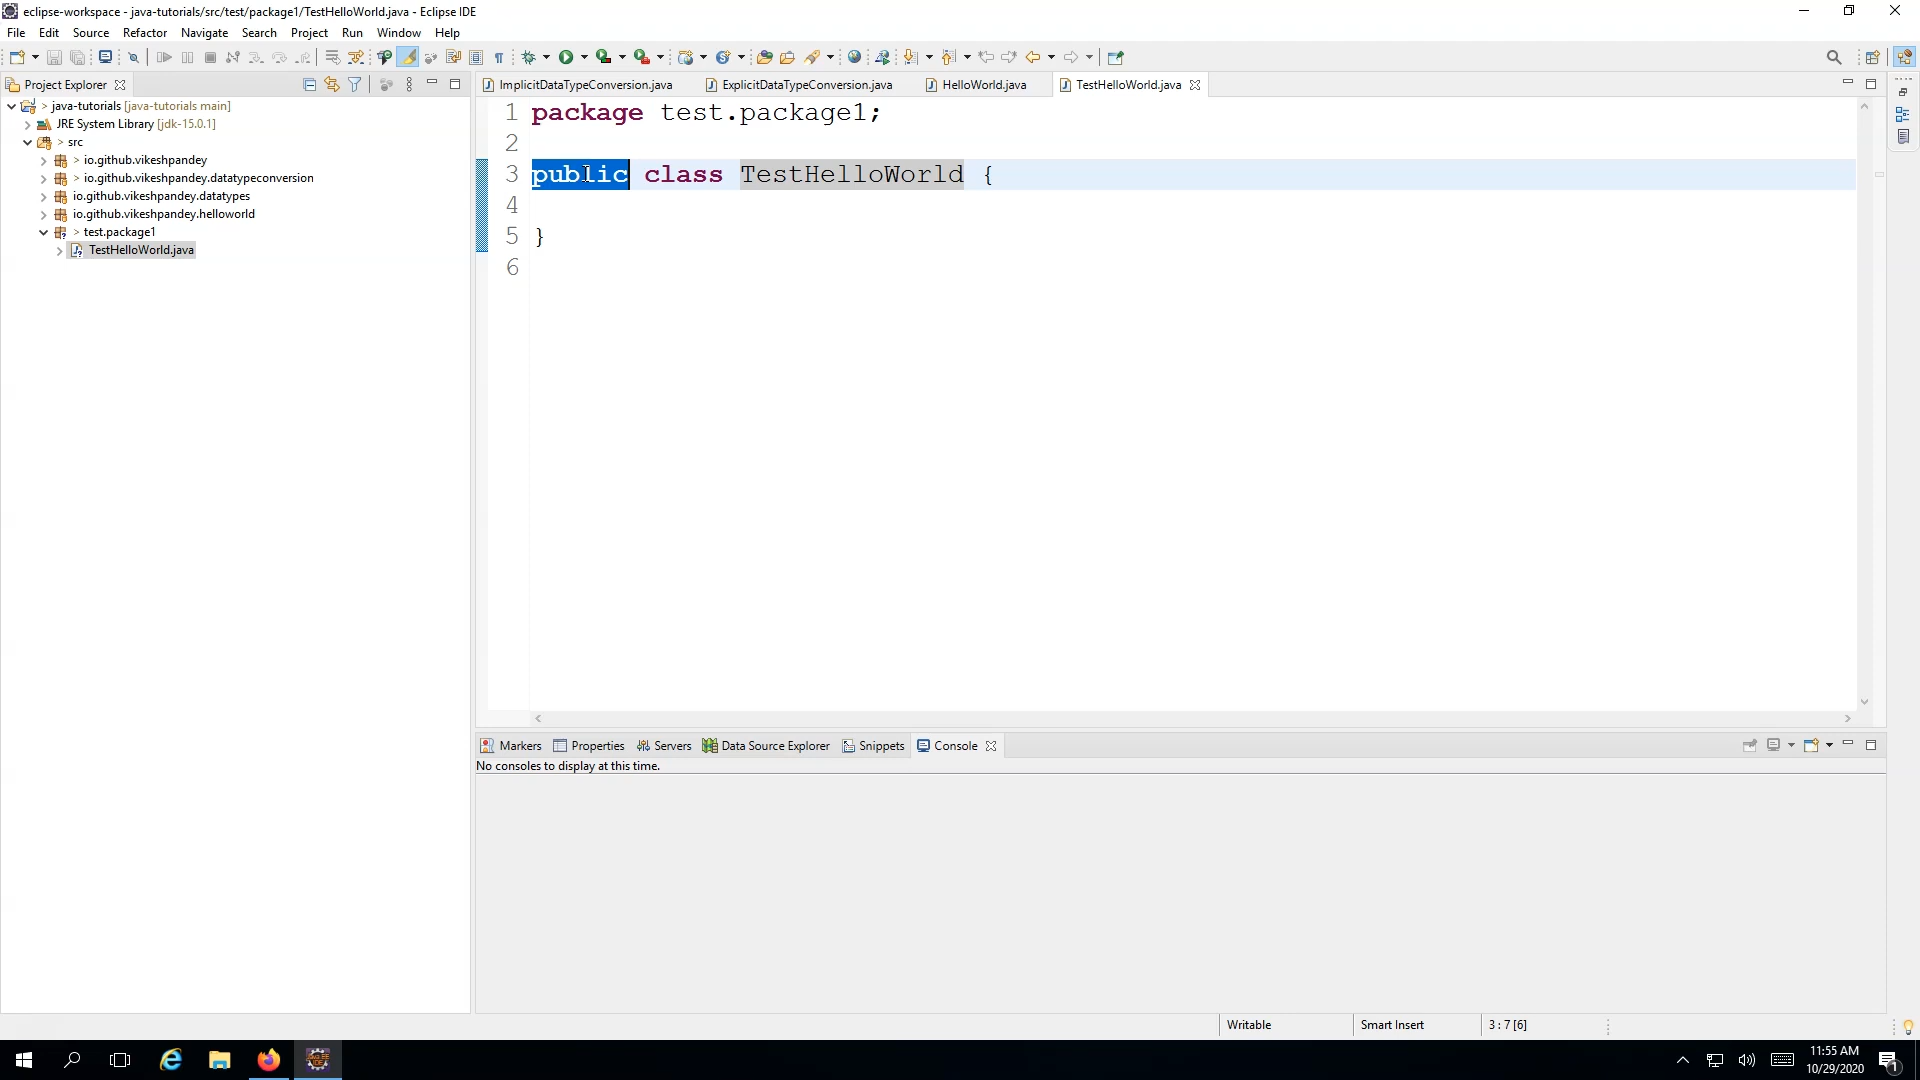 eclipse-workspace - java-tutorials/src/test/package1/TestHelloWorld.java - Eclipse IDE
File Edit Source Refactor Navigate Search Project Run Window Help
Project Explorer
ImplicitDataTypeConversion.java ExplicitDataTypeConversion.java HelloWorld.java TestHelloWorld.java
> java-tutorials [java-tutorials main]
JRE System Library [jdk-15.0.1]
> src
> io.github.vikeshpandey
> io.github.vikeshpandey.datatypeconversion
io.github.vikeshpandey.datatypes
io.github.vikeshpandey.helloworld
> test.package1
TestHelloWorld.java
1 package test.package1;
2
3 public class TestHelloWorld {
4
5 }
6
Markers Properties Servers Data Source Explorer Snippets Console
No consoles to display at this time.
Writable Smart Insert 3 : 7 [6]
11:55 AM
10/29/2020
1